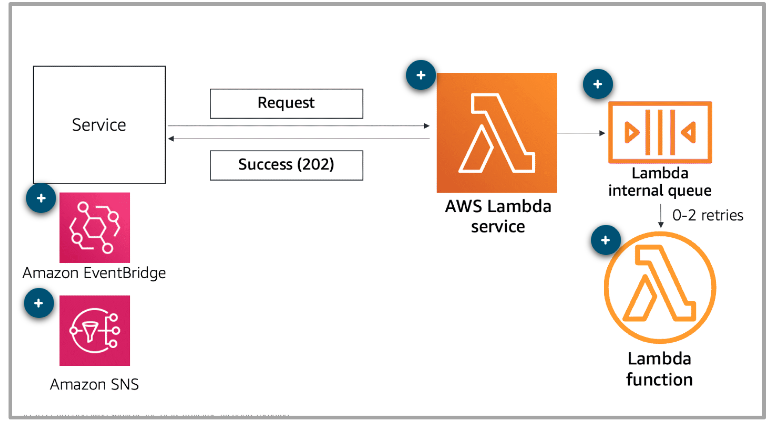 Service
Request
Success (202)
AWS Lambda
service
Lambda
internal queue
0-2 retries
Amazon EventBridge
Amazon SNS
Lambda
function